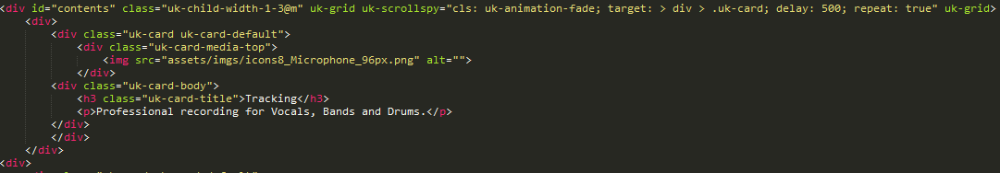 <div id="contents" class="uk-child-width-1-3@m" uk-grid uk-scrollspy="cls: uk-animation-fade; target: > div > .uk-card; delay: 500; repeat: true" uk-grid>
<div>
<div class="uk-card uk-card-default">
<div class="uk-card-media-top">
<img src="assets/imgs/icons8_Microphone_96px.png" alt="">
</div>
<div class="uk-card-body">
<h3 class="uk-card-title">Tracking</h3>
<p>Professional recording for Vocals, Bands and Drums.</p>
</div>
</div>
</div>
<div>